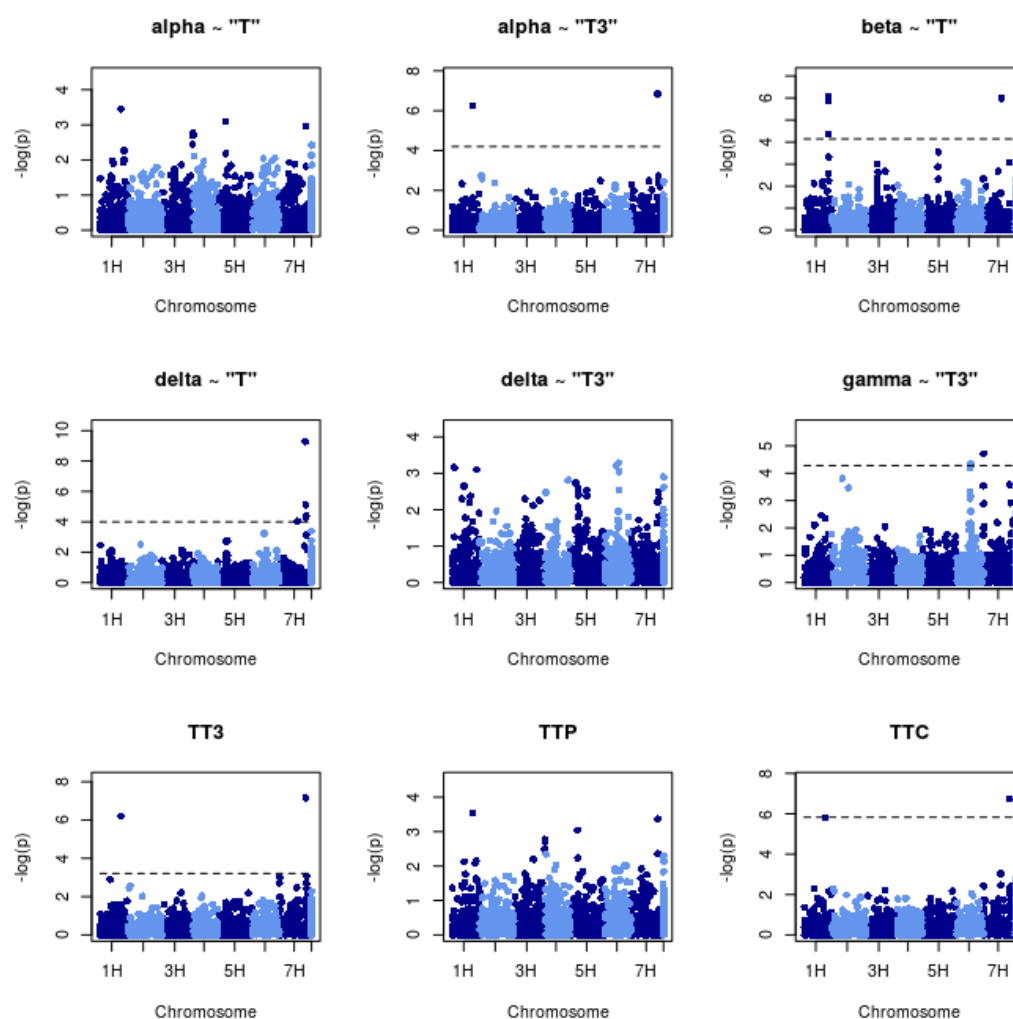 alpha ~ "T"
-log(p)
4
3
2
1
0
1H 3H 5H 7H
Chromosome
alpha ~ "T3"
-log(p)
8
6
4
2
0
1H 3H 5H 7H
Chromosome
beta ~ "T"
-log(p)
6
4
2
0
1H 3H 5H 7H
Chromosome
delta ~ "T"
-log(p)
10
8
6
4
2
0
1H 3H 5H 7H
Chromosome
delta ~ "T3"
-log(p)
4
3
2
1
0
1H 3H 5H 7H
Chromosome
gamma ~ "T3"
-log(p)
5
4
3
2
1
0
1H 3H 5H 7H
Chromosome
TT3
-log(p)
8
6
4
2
0
1H 3H 5H 7H
Chromosome
TTP
-log(p)
4
3
2
1
0
1H 3H 5H 7H
Chromosome
TTC
-log(p)
8
6
4
2
0
1H 3H 5H 7H
Chromosome